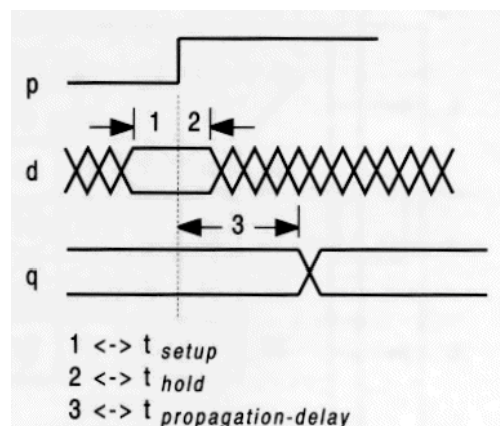 p
1 2
d
3
q
1 <-> t setup
2 <-> t hold
3 <-> t propagation-delay